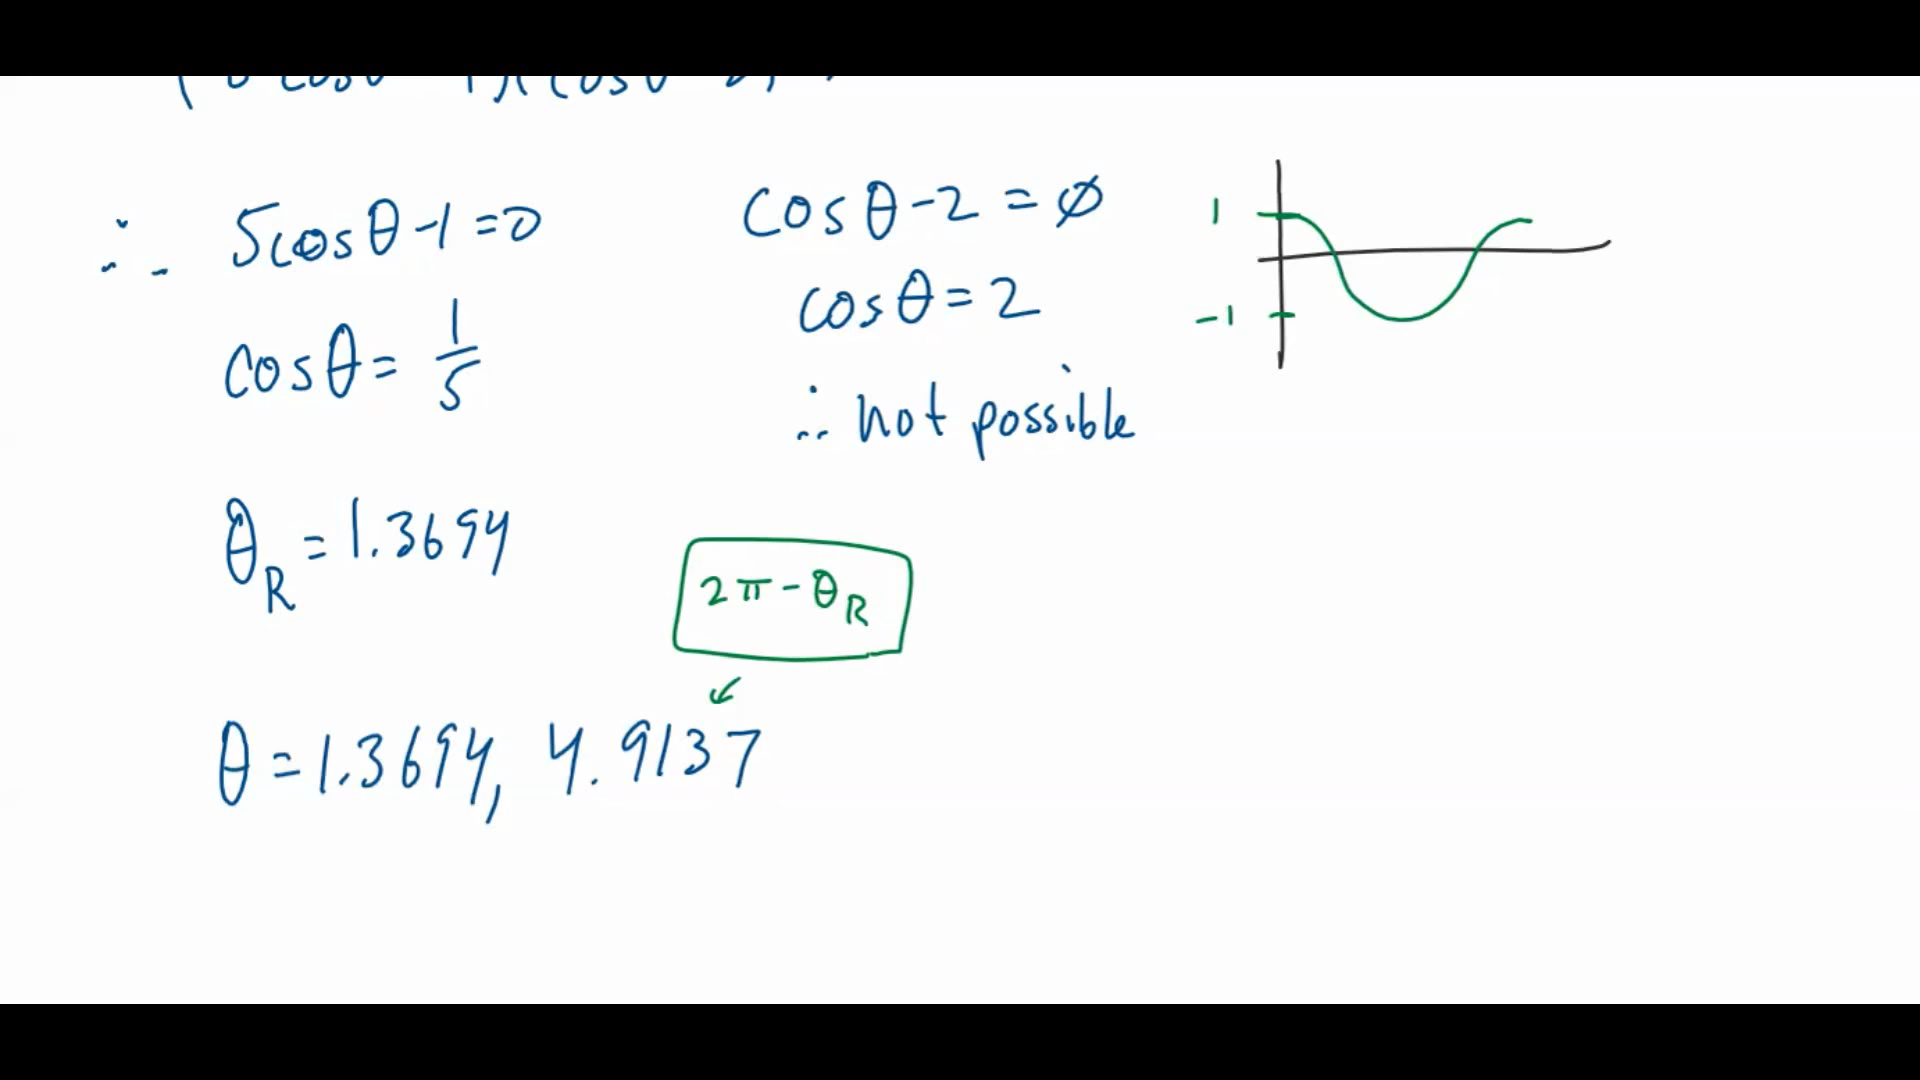 ∴ 5cosθ-1=0
cosθ = 1/5
θ_R = 1.3694
cosθ-2 = 0
cosθ = 2
∴ not possible
1
-1
2π - θ_R
θ = 1.3694, 4.9137